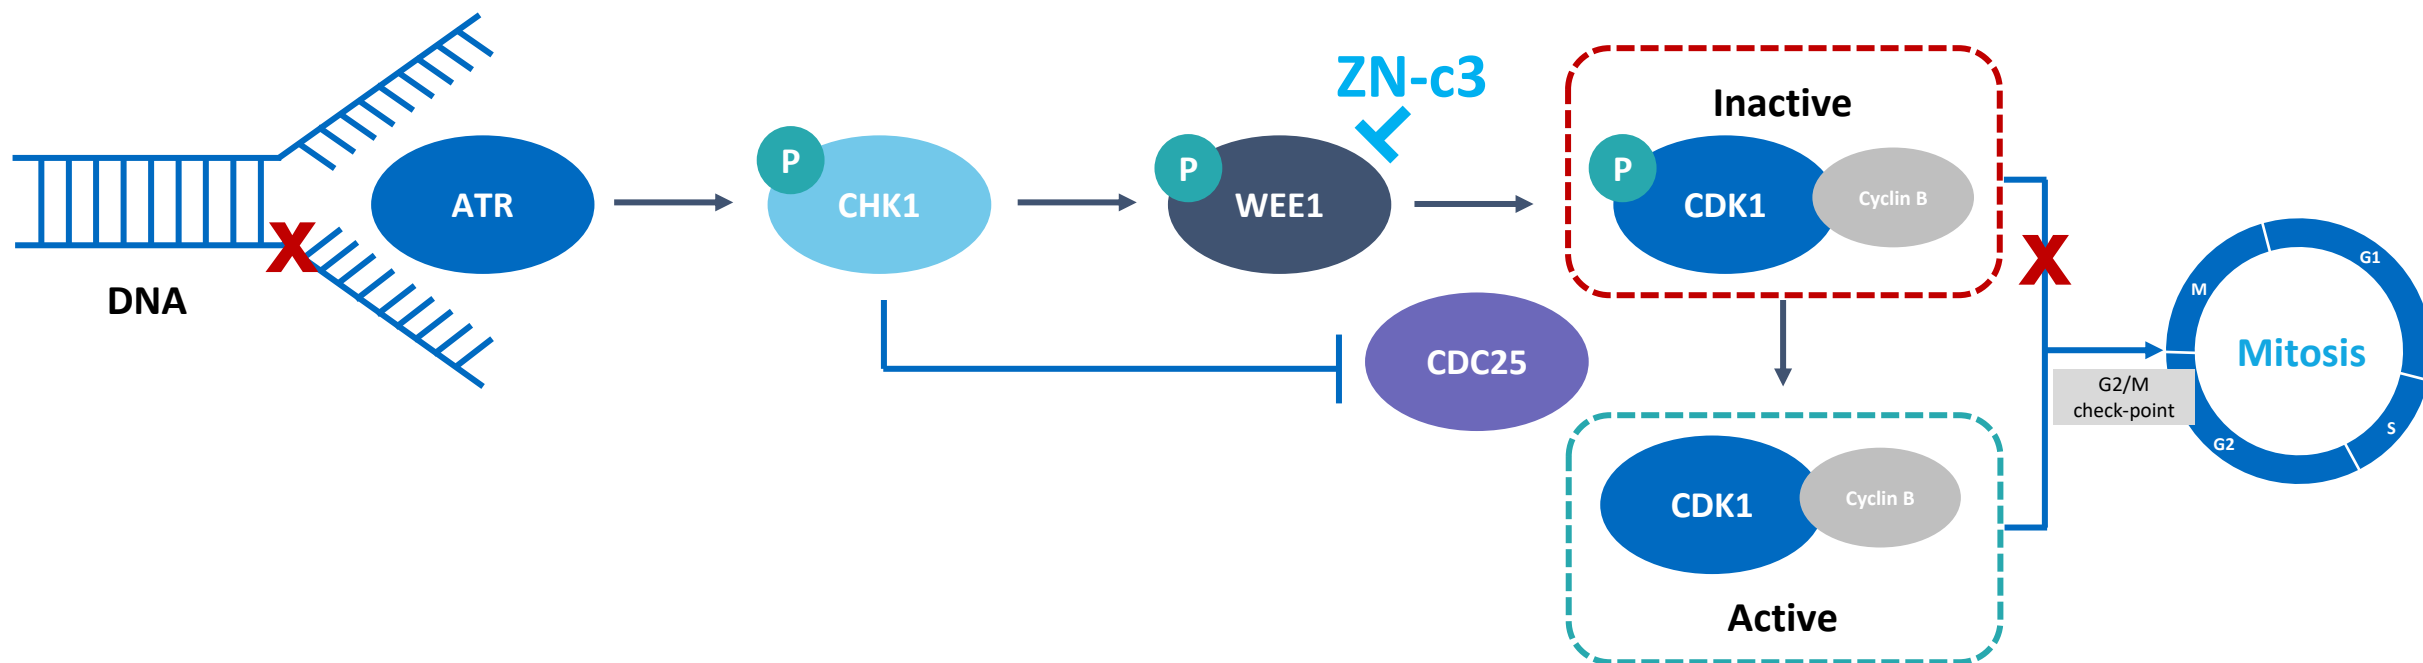 ZN-c3
Inactive
P
P
P
ATR
CHK1
WEE1
CDK1
Cyclin B
X
X
DNA
G1
M
Mitosis
CDC25
G2/M
check-point
S
G2
CDK1
Cyclin B
Active